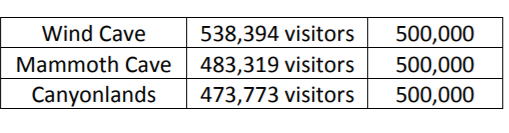 Wind Cave 538,394 visitors 500,000
Mammoth Cave 483,319 visitors 500,000
Canyonlands 473,773 visitors 500,000